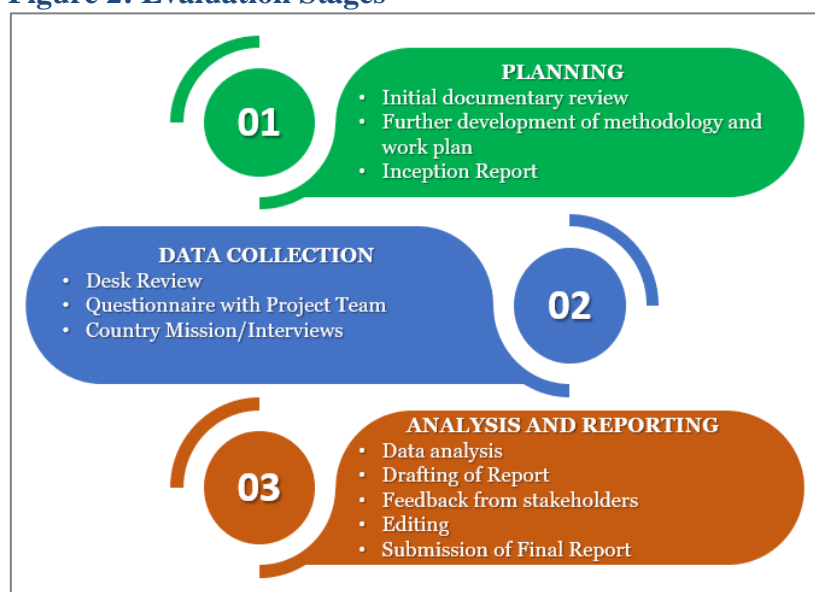 Figure 2: Evaluation Stages
01
PLANNING
• Initial documentary review
• Further development of methodology and
work plan
• Inception Report
DATA COLLECTION
• Desk Review
• Questionnaire with Project Team
• Country Mission/Interviews
02
03
ANALYSIS AND REPORTING
• Data analysis
• Drafting of Report
• Feedback from stakeholders
• Editing
• Submission of Final Report